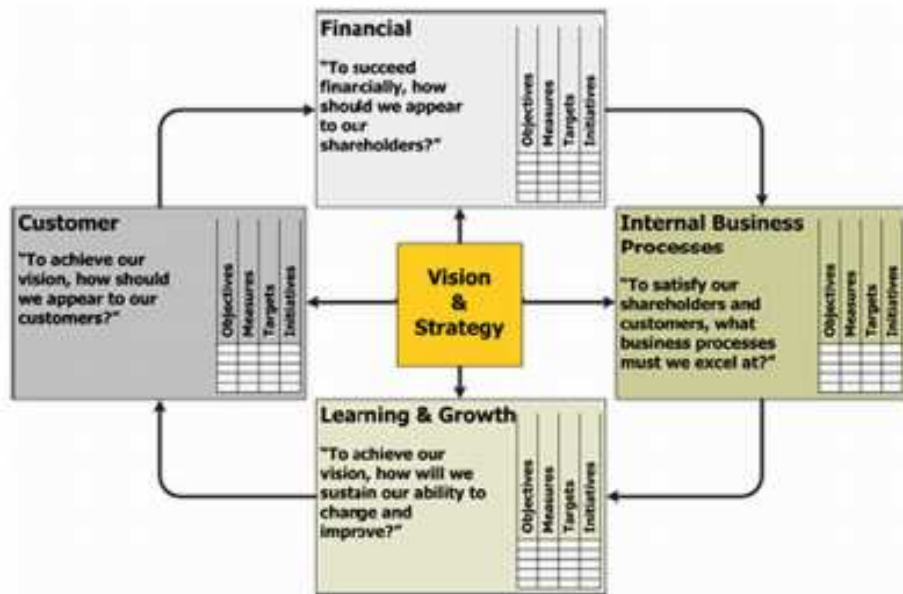 Financial
"To succeed
financially, how
should we appear
to our
shareholders?"
Objectives
Measures
Targets
Initiatives
Customer
"To achieve our
vision, how should
we appear to our
customers?"
Objectives
Measures
Targets
Initiatives
Vision
&
Strategy
Internal Business
Processes
"To satisfy our
shareholders and
customers, what
business processes
must we excel at?"
Objectives
Measures
Targets
Initiatives
Learning & Growth
"To achieve our
vision, how will we
sustain our ability to
change and
improve?"
Objectives
Measures
Targets
Initiatives